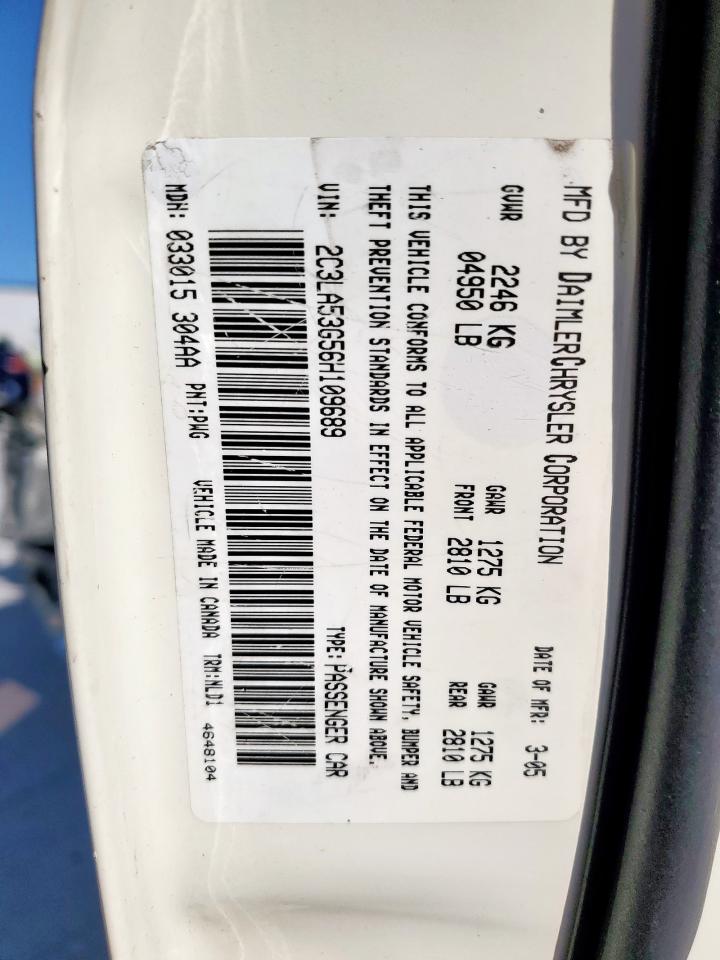 MFD BY DAIMLERCHRYSLER CORPORATION DATE OF MFR: 3-05
GVWR 2246 KG GAWR 1275 KG GAWR 1275 KG
04950 LB FRONT 2810 LB REAR 2810 LB
THIS VEHICLE CONFORMS TO ALL APPLICABLE FEDERAL MOTOR VEHICLE SAFETY, BUMPER AND
THEFT PREVENTION STANDARDS IN EFFECT ON THE DATE OF MANUFACTURE SHOWN ABOVE.
VIN: 2C3LA53G56H109689 TYPE: PASSENGER CAR
MDH: 033015 304AA PNT:PWG VEHICLE MADE IN CANADA TRM:NLD1 4648104